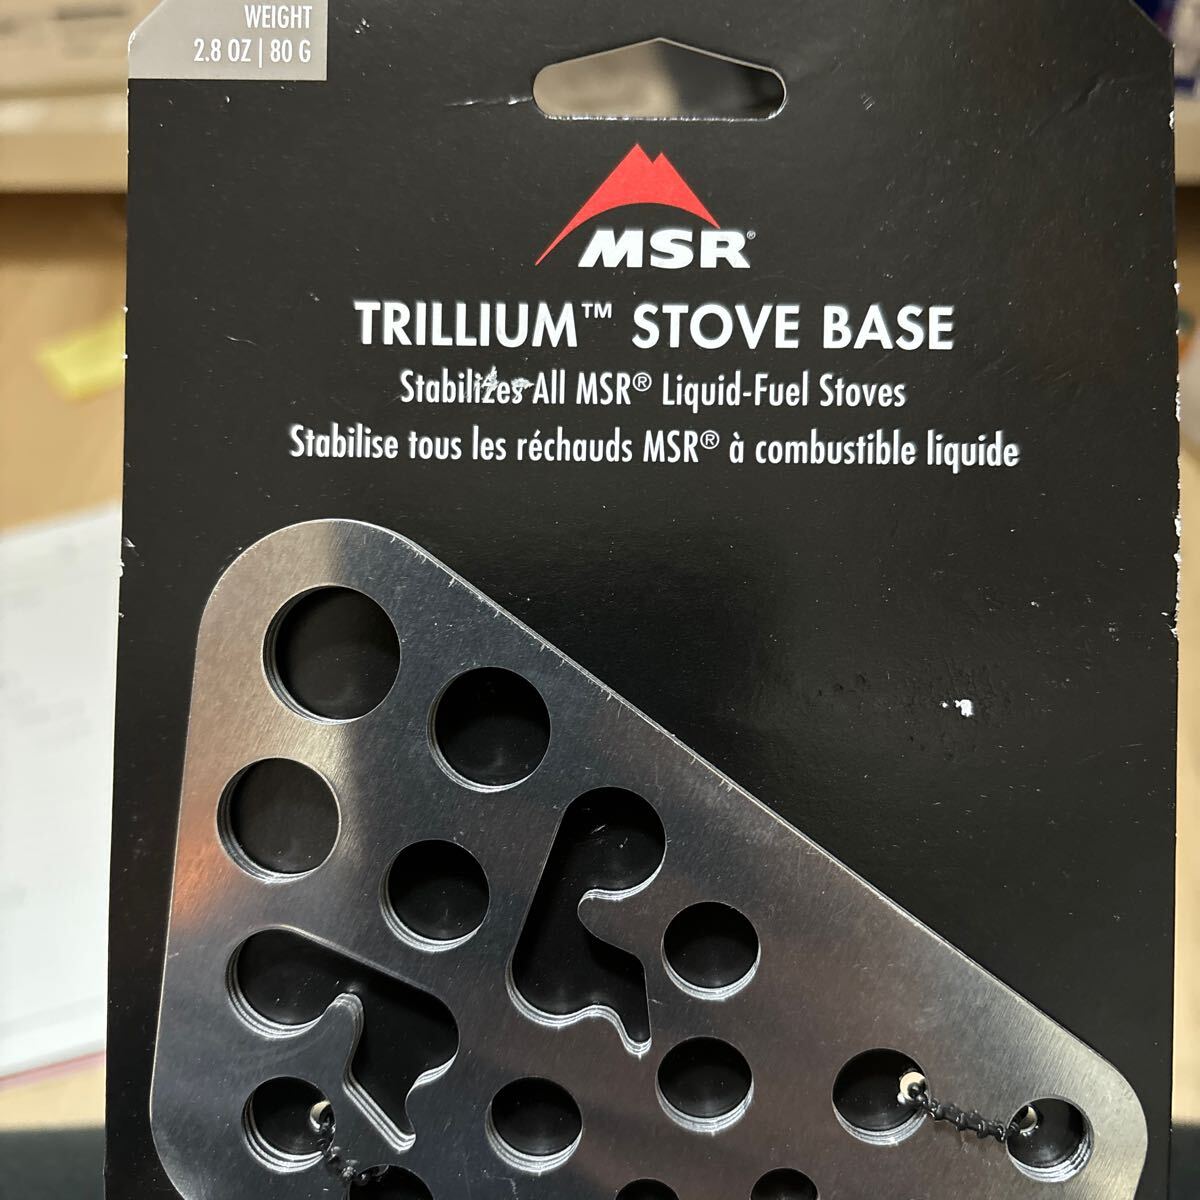 WEIGHT
2.8 OZ | 80 G
MSR®
TRILLIUM™ STOVE BASE
Stabilizes All MSR® Liquid-Fuel Stoves
Stabilise tous les réchauds MSR® à combustible liquide